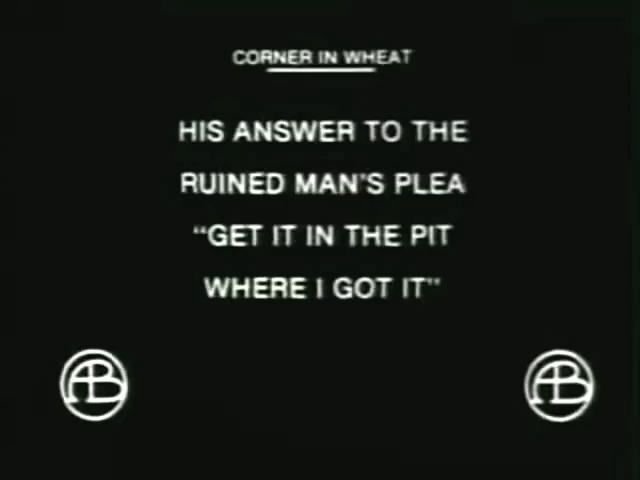 CORNER IN WHEAT
HIS ANSWER TO THE
RUINED MAN'S PLEA
“GET IT IN THE PIT
WHERE I GOT IT”
AB AB